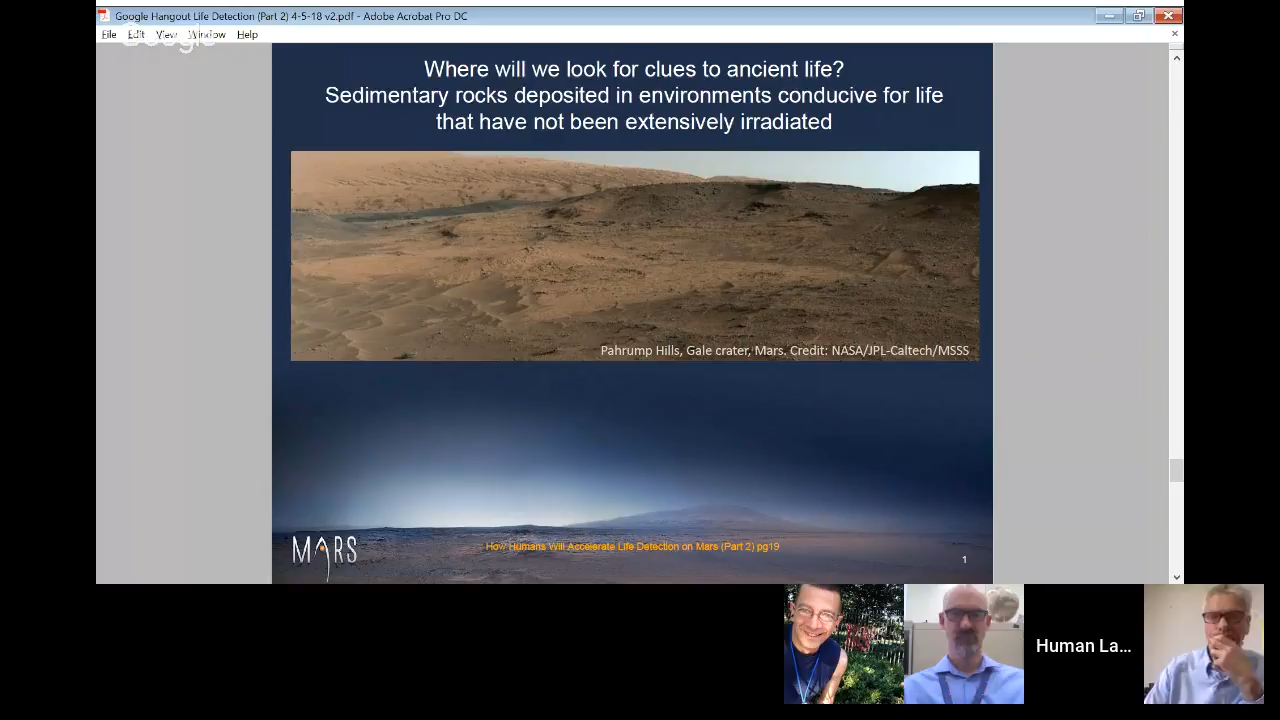 Google Hangout Life Detection (Part 2) 4-5-18 v2.pdf - Adobe Acrobat Pro DC
File Edit View Window Help
Google
Where will we look for clues to ancient life?
Sedimentary rocks deposited in environments conducive for life
that have not been extensively irradiated
Pahrump Hills, Gale crater, Mars. Credit: NASA/JPL-Caltech/MSSS
MARS
How Humans Will Accelerate Life Detection on Mars (Part 2) pg19
1
Human La...